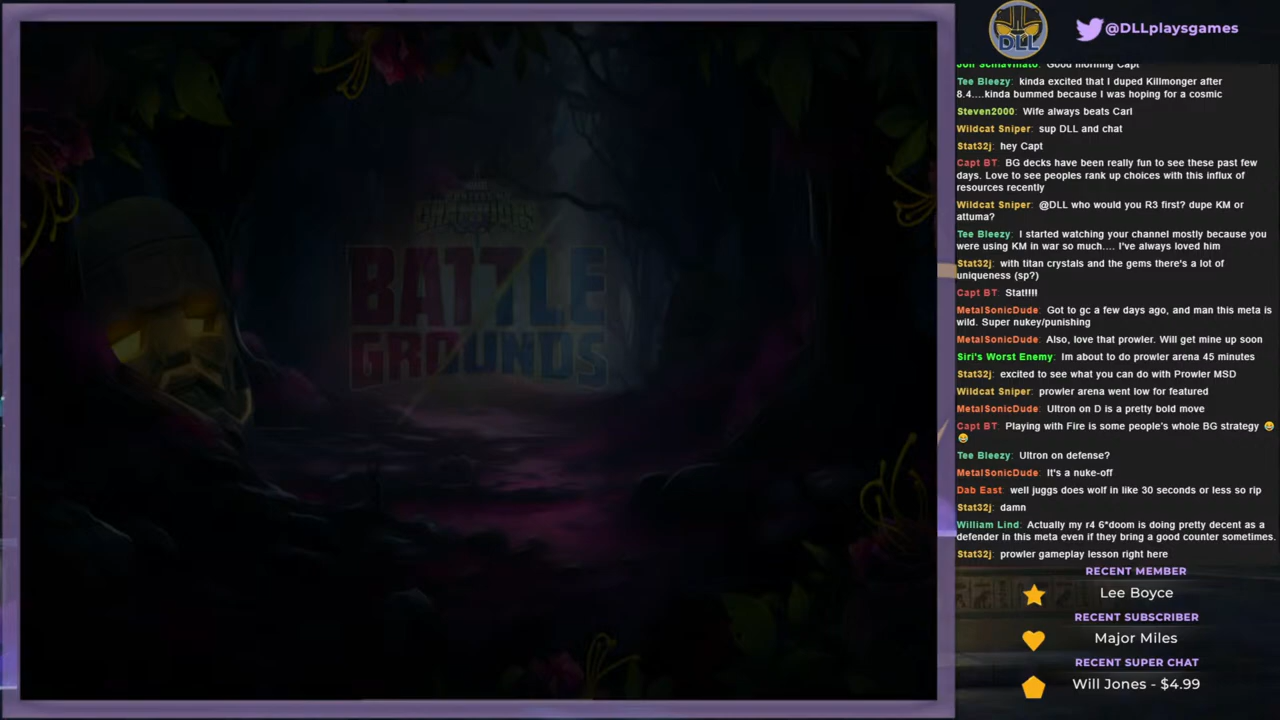 DLL
@DLLplaysgames
BATTLE
GROUNDS
Good morning Capt
Tee Bleezy: kinda excited that I duped Killmonger after
8.4....kinda bummed because I was hoping for a cosmic
Steven2000: Wife always beats Carl
Wildcat Sniper: sup DLL and chat
Stat32j: hey Capt
Capt BT: BG decks have been really fun to see these past few
days. Love to see peoples rank up choices with this influx of
resources recently
Wildcat Sniper: @DLL who would you R3 first? dupe KM or
attuma?
Tee Bleezy: I started watching your channel mostly because you
were using KM in war so much.... I've always loved him
Stat32j: with titan crystals and the gems there's a lot of
uniqueness (sp?)
Capt BT: Stat!!!!
MetalSonicDude: Got to gc a few days ago, and man this meta is
wild. Super nukey/punishing
MetalSonicDude: Also, love that prowler. Will get mine up soon
Siri's Worst Enemy: Im about to do prowler arena 45 minutes
Stat32j: excited to see what you can do with Prowler MSD
Wildcat Sniper: prowler arena went low for featured
MetalSonicDude: Ultron on D is a pretty bold move
Capt BT: Playing with Fire is some people's whole BG strategy 😂
😂
Tee Bleezy: Ultron on defense?
MetalSonicDude: It's a nuke-off
Dab East: well juggs does wolf in like 30 seconds or less so rip
Stat32j: damn
William Lind: Actually my r4 6*doom is doing pretty decent as a
defender in this meta even if they bring a good counter sometimes.
Stat32j: prowler gameplay lesson right here
RECENT MEMBER
Lee Boyce
RECENT SUBSCRIBER
Major Miles
RECENT SUPER CHAT
Will Jones - $4.99